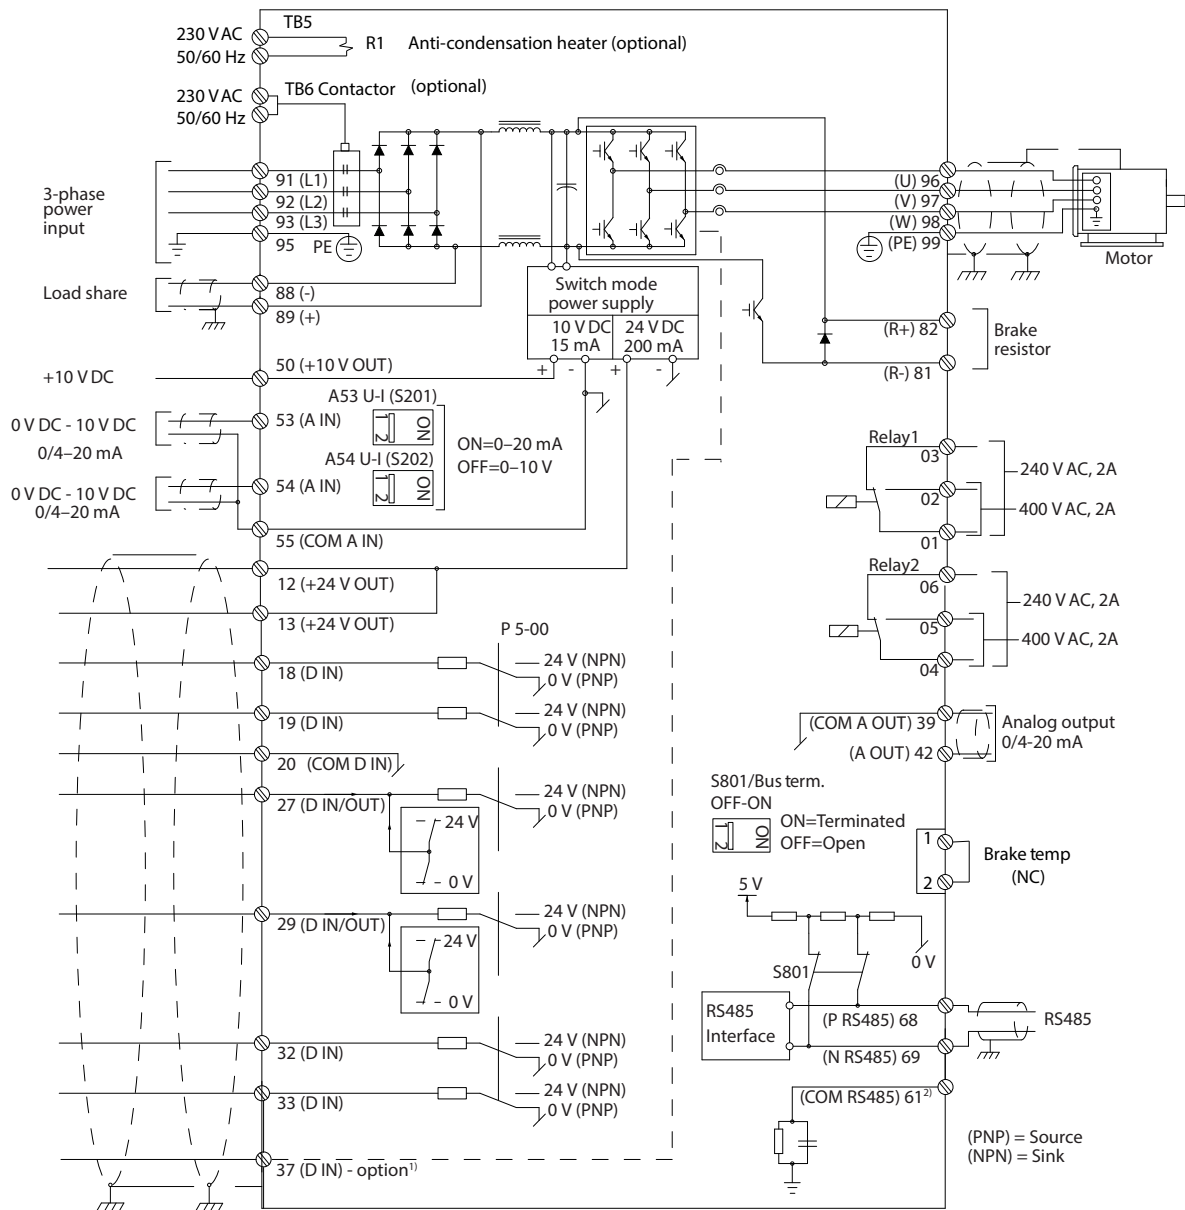 TB5
230 V AC
50/60 Hz
R1
Anti-condensation heater (optional)
TB6 Contactor
(optional)
230 V AC
50/60 Hz
3-phase
power
input
91 (L1)
92 (L2)
93 (L3)
95
PE
(U) 96
(V) 97
(W) 98
(PE) 99
Motor
Load share
88 (-)
89 (+)
Switch mode
power supply
10 V DC
15 mA
24 V DC
200 mA
+
-
+
-
(R+) 82
(R-) 81
Brake
resistor
+10 V DC
50 (+10 V OUT)
0 V DC - 10 V DC
0/4–20 mA
53 (A IN)
A53 U-I (S201)
1 2
ON
A54 U-I (S202)
1 2
ON
ON=0–20 mA
OFF=0–10 V
0 V DC - 10 V DC
0/4–20 mA
54 (A IN)
55 (COM A IN)
12 (+24 V OUT)
13 (+24 V OUT)
Relay1
03
02
01
240 V AC, 2A
400 V AC, 2A
Relay2
06
05
04
240 V AC, 2A
400 V AC, 2A
P 5-00
18 (D IN)
24 V (NPN)
0 V (PNP)
19 (D IN)
24 V (NPN)
0 V (PNP)
20 (COM D IN)
27 (D IN/OUT)
24 V (NPN)
0 V (PNP)
24 V
0 V
29 (D IN/OUT)
24 V (NPN)
0 V (PNP)
24 V
0 V
32 (D IN)
24 V (NPN)
0 V (PNP)
33 (D IN)
24 V (NPN)
0 V (PNP)
37 (D IN) - option1)
(COM A OUT) 39
(A OUT) 42
Analog output
0/4-20 mA
S801/Bus term.
OFF-ON
1 2
ON
ON=Terminated
OFF=Open
1
2
Brake temp
(NC)
5 V
0 V
S801
RS485
Interface
(P RS485) 68
(N RS485) 69
RS485
(COM RS485) 61 2)
(PNP) = Source
(NPN) = Sink